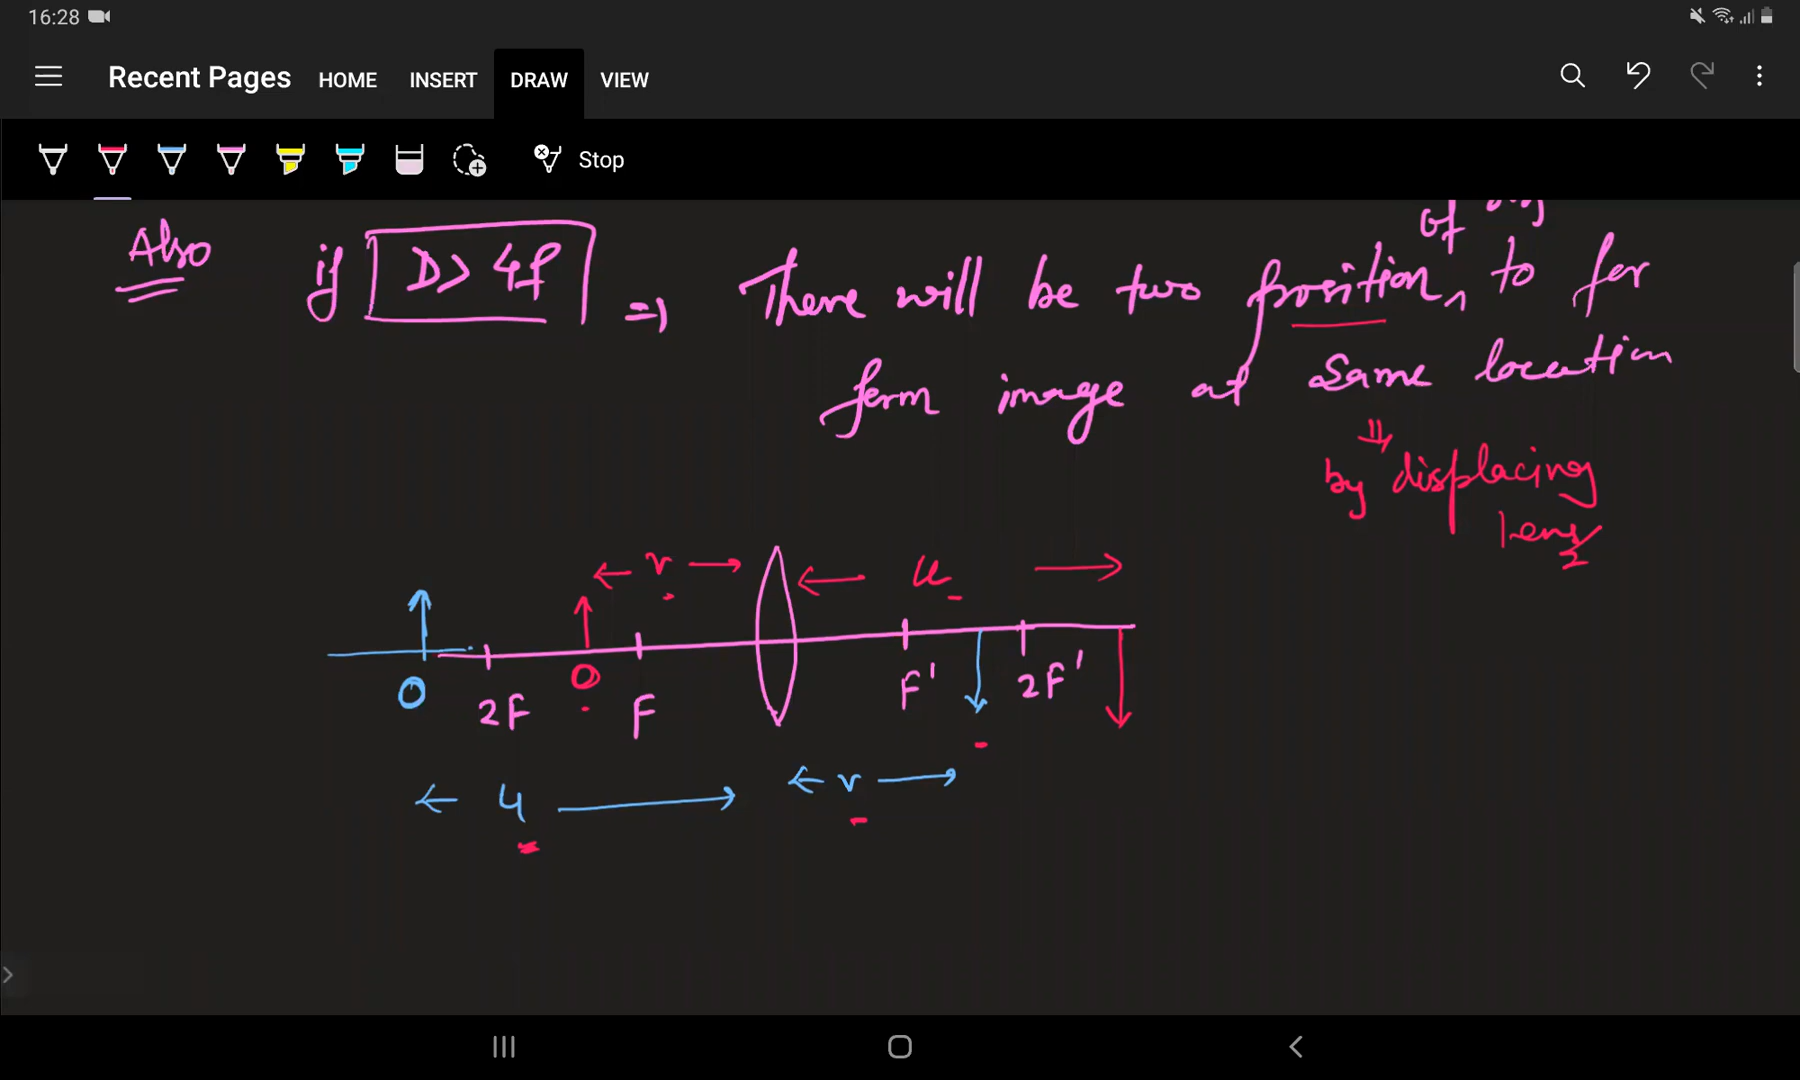 16:28
Recent Pages HOME INSERT DRAW VIEW
Stop
of
Also if D > 4f => There will be two position, to for
form image at same location
by displacing
lens
v u
O 2F O F F' 2F'
u v